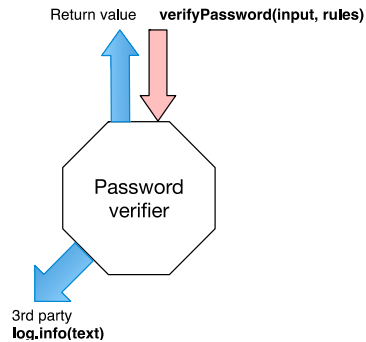 Return value verifyPassword(input, rules)
Password
verifier
3rd party
log.info(text)